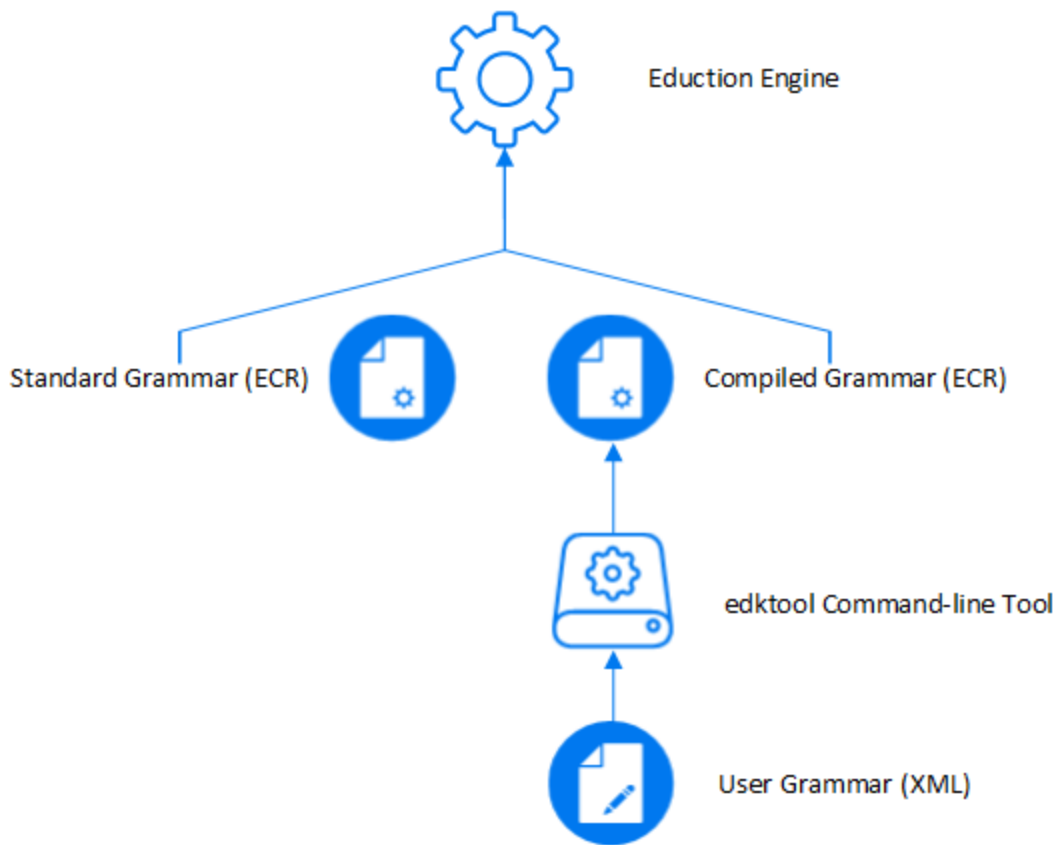 Eduction Engine
Standard Grammar (ECR)
Compiled Grammar (ECR)
edktool Command-line Tool
User Grammar (XML)